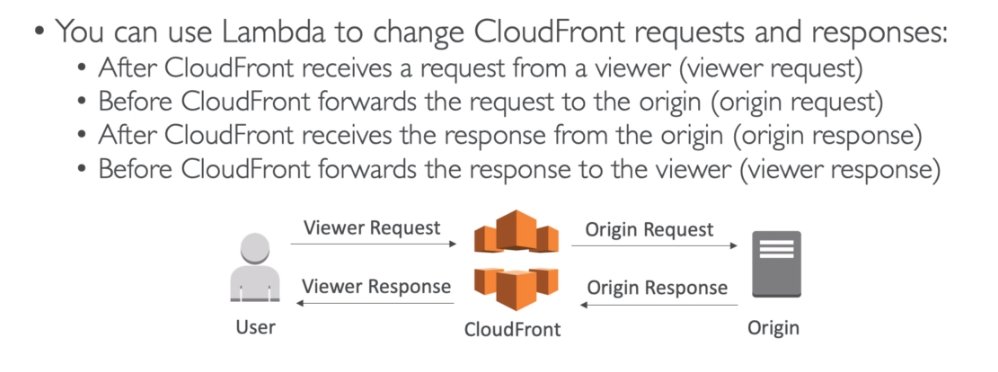 • You can use Lambda to change CloudFront requests and responses:
• After CloudFront receives a request from a viewer (viewer request)
• Before CloudFront forwards the request to the origin (origin request)
• After CloudFront receives the response from the origin (origin response)
• Before CloudFront forwards the response to the viewer (viewer response)
Viewer Request
Origin Request
Viewer Response
Origin Response
User
CloudFront
Origin